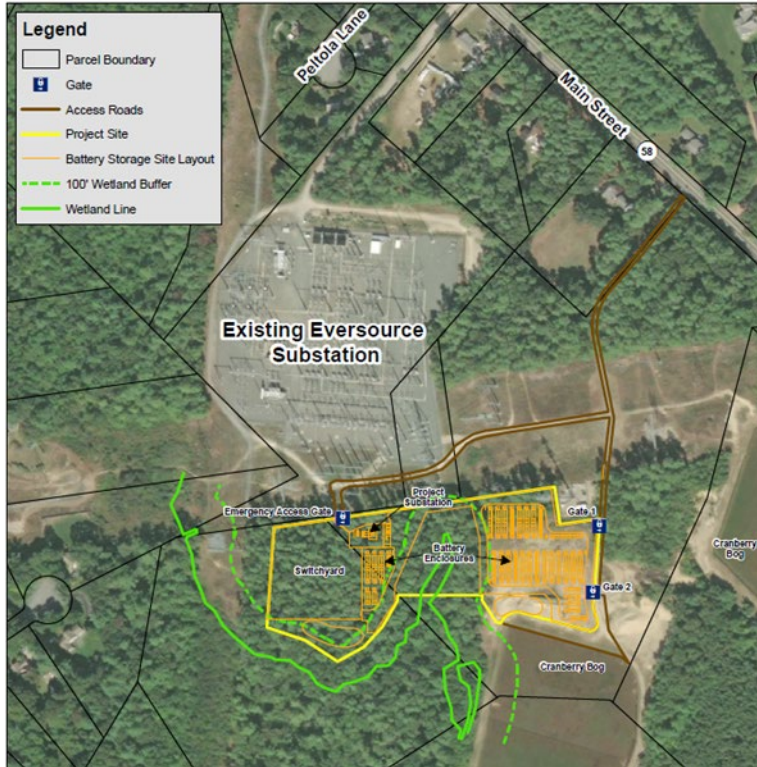 Legend
Parcel Boundary
Gate
Access Roads
Project Site
Battery Storage Site Layout
100' Wetland Buffer
Wetland Line
Peltola Lane
Main Street
58
Existing Eversource
Substation
Emergency Access Gate
Project
Substation
Gate 1
Switchyard
Battery
Enclosures
Gate 2
Cranberry
Bog
Cranberry Bog